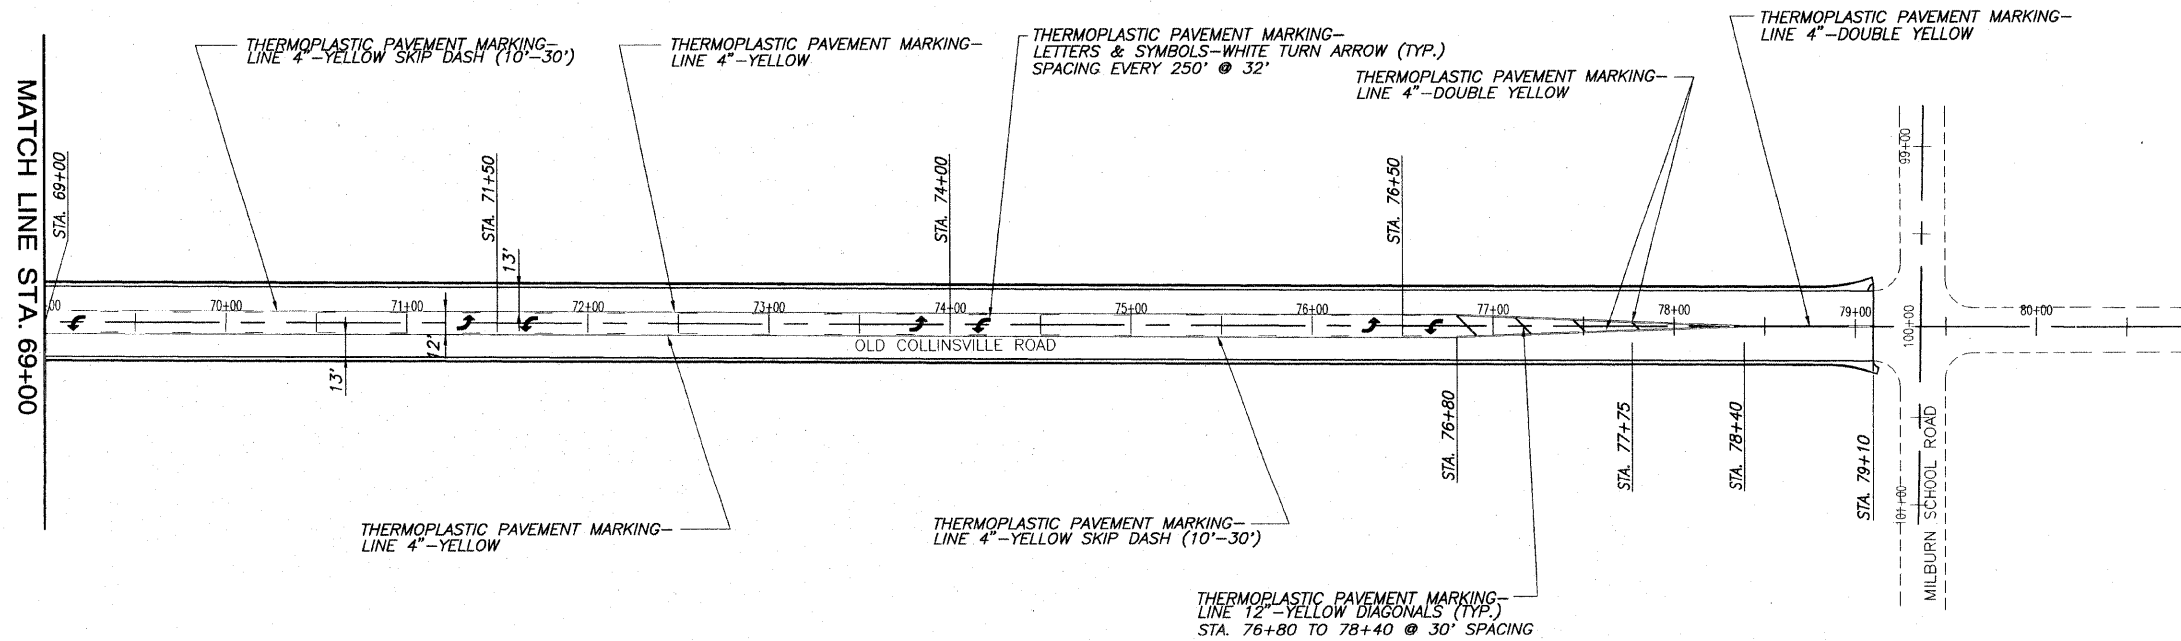 THERMOPLASTIC PAVEMENT MARKING–
LINE 4"–YELLOW SKIP DASH (10'–30')
THERMOPLASTIC PAVEMENT MARKING–
LINE 4"–YELLOW
THERMOPLASTIC PAVEMENT MARKING–
LETTERS & SYMBOLS–WHITE TURN ARROW (TYP.)
SPACING EVERY 250' @ 32'
THERMOPLASTIC PAVEMENT MARKING–
LINE 4"–DOUBLE YELLOW
THERMOPLASTIC PAVEMENT MARKING–
LINE 4"–DOUBLE YELLOW
MATCH LINE STA. 69+00
STA. 69+00
STA. 71+50
13'
STA. 74+00
STA. 76+50
99+00
00
70+00
71+00
72+00
73+00
74+00
75+00
76+00
77+00
78+00
79+00
80+00
100+00
12'
13'
OLD COLLINSVILLE ROAD
STA. 76+80
STA. 77+75
STA. 78+40
STA. 79+10
101+00
MILBURN SCHOOL ROAD
THERMOPLASTIC PAVEMENT MARKING–
LINE 4"–YELLOW
THERMOPLASTIC PAVEMENT MARKING–
LINE 4"–YELLOW SKIP DASH (10'–30')
THERMOPLASTIC PAVEMENT MARKING–
LINE 12"–YELLOW DIAGONALS (TYP.)
STA. 76+80 TO 78+40 @ 30' SPACING